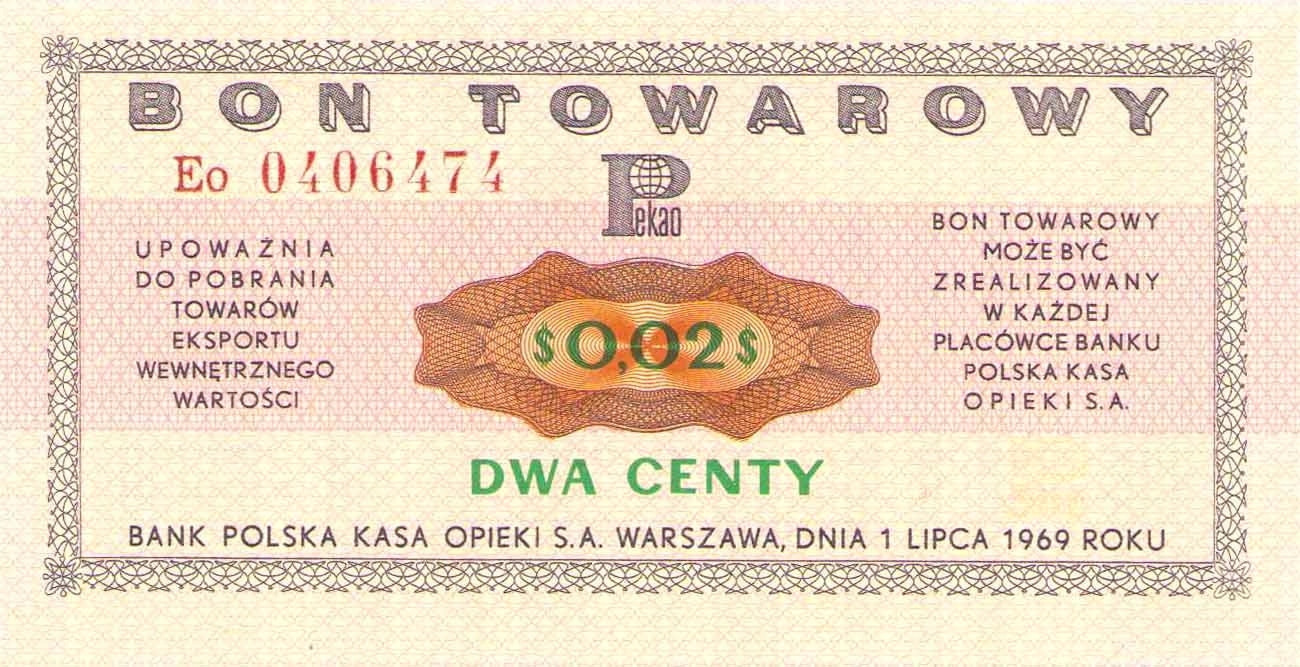 BON TOWAROWY
Eo 0406474
Pekao
UPOWAŻNIA
DO POBRANIA
TOWARÓW
EKSPORTU
WEWNĘTRZNEGO
WARTOŚCI
$0,02$
BON TOWAROWY
MOŻE BYĆ
ZREALIZOWANY
W KAŻDEJ
PLACÓWCE BANKU
POLSKA KASA
OPIEKI S.A.
DWA CENTY
BANK POLSKA KASA OPIEKI S.A. WARSZAWA, DNIA 1 LIPCA 1969 ROKU